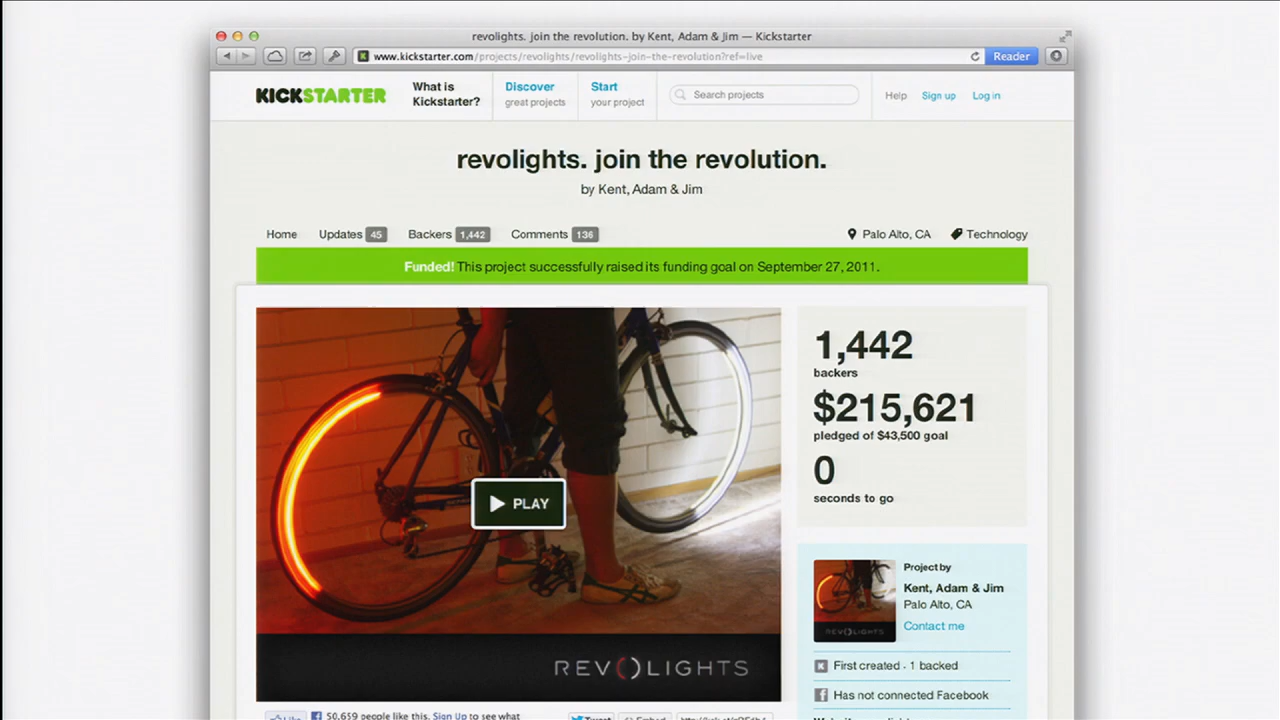 revolights. join the revolution. by Kent, Adam & Jim — Kickstarter
www.kickstarter.com/projects/revolights/revolights-join-the-revolution?ref=live
Reader
KICKSTARTER
What is
Kickstarter?
Discover
great projects
Start
your project
Search projects
Help
Sign up
Log in
revolights. join the revolution.
by Kent, Adam & Jim
Home
Updates 45
Backers 1,442
Comments 136
Palo Alto, CA
Technology
Funded! This project successfully raised its funding goal on September 27, 2011.
PLAY
REVOLIGHTS
1,442
backers
$215,621
pledged of $43,500 goal
0
seconds to go
REVOLIGHTS
Project by
Kent, Adam & Jim
Palo Alto, CA
Contact me
First created · 1 backed
Has not connected Facebook
Like
50,659 people like this. Sign Up to see what
Tweet
Embed